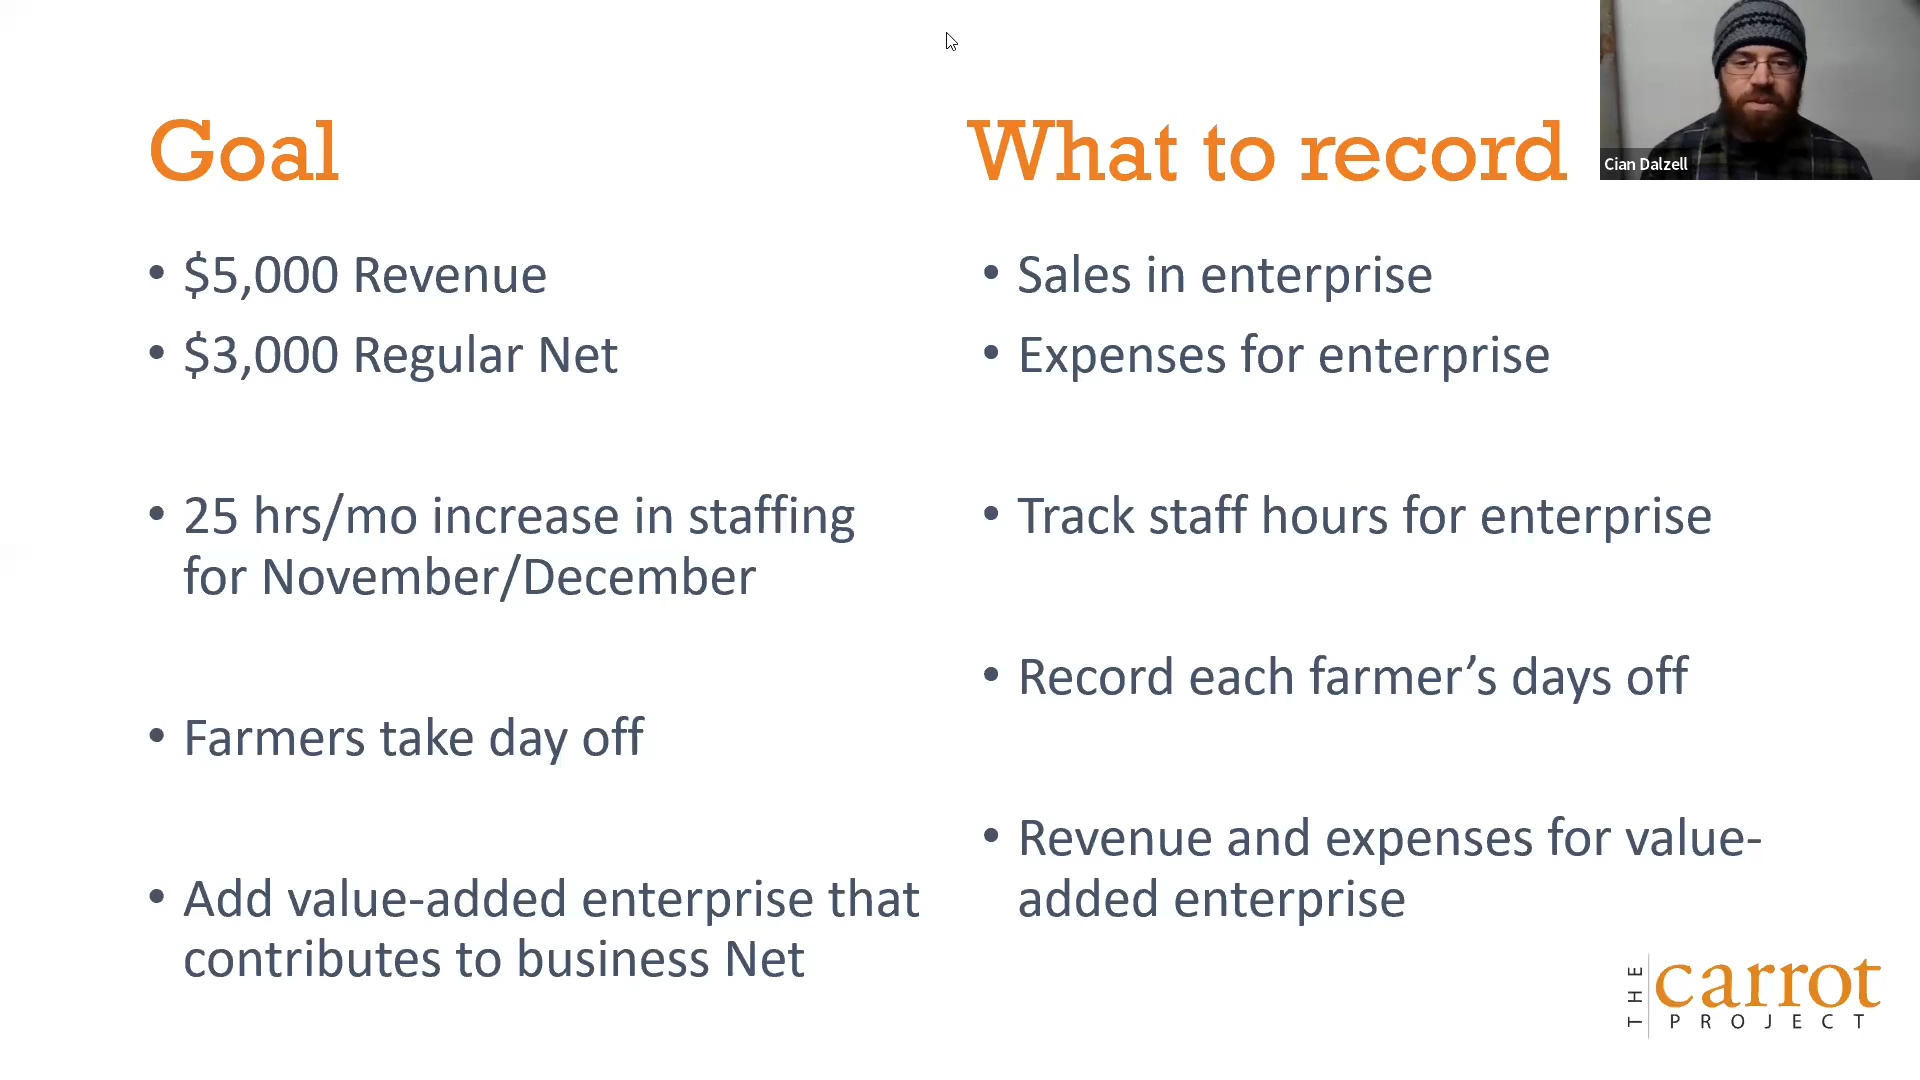 Goal
• $5,000 Revenue
• $3,000 Regular Net
• 25 hrs/mo increase in staffing
for November/December
• Farmers take day off
• Add value-added enterprise that
contributes to business Net
What to record
• Sales in enterprise
• Expenses for enterprise
• Track staff hours for enterprise
• Record each farmer’s days off
• Revenue and expenses for value-
added enterprise
Cian Dalzell
THE
carrot
PROJECT